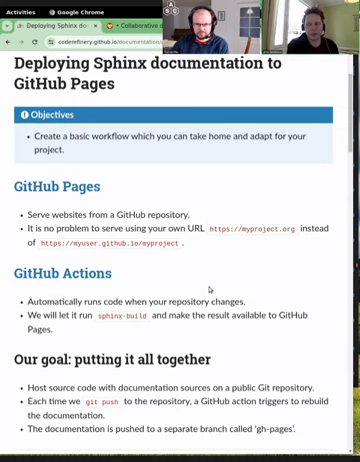 Activities
Google Chrome
Deploying Sphinx do
Collaborative d
coderefinery.github.io/documentation/
Deploying Sphinx documentation to
GitHub Pages
Objectives
Create a basic workflow which you can take home and adapt for your
project.
GitHub Pages
Serve websites from a GitHub repository.
It is no problem to serve using your own URL https://myproject.org instead
of https://myuser.github.io/myproject .
GitHub Actions
Automatically runs code when your repository changes.
We will let it run sphinx-build and make the result available to GitHub
Pages.
Our goal: putting it all together
Host source code with documentation sources on a public Git repository.
Each time we git push to the repository, a GitHub action triggers to rebuild
the documentation.
The documentation is pushed to a separate branch called 'gh-pages'.